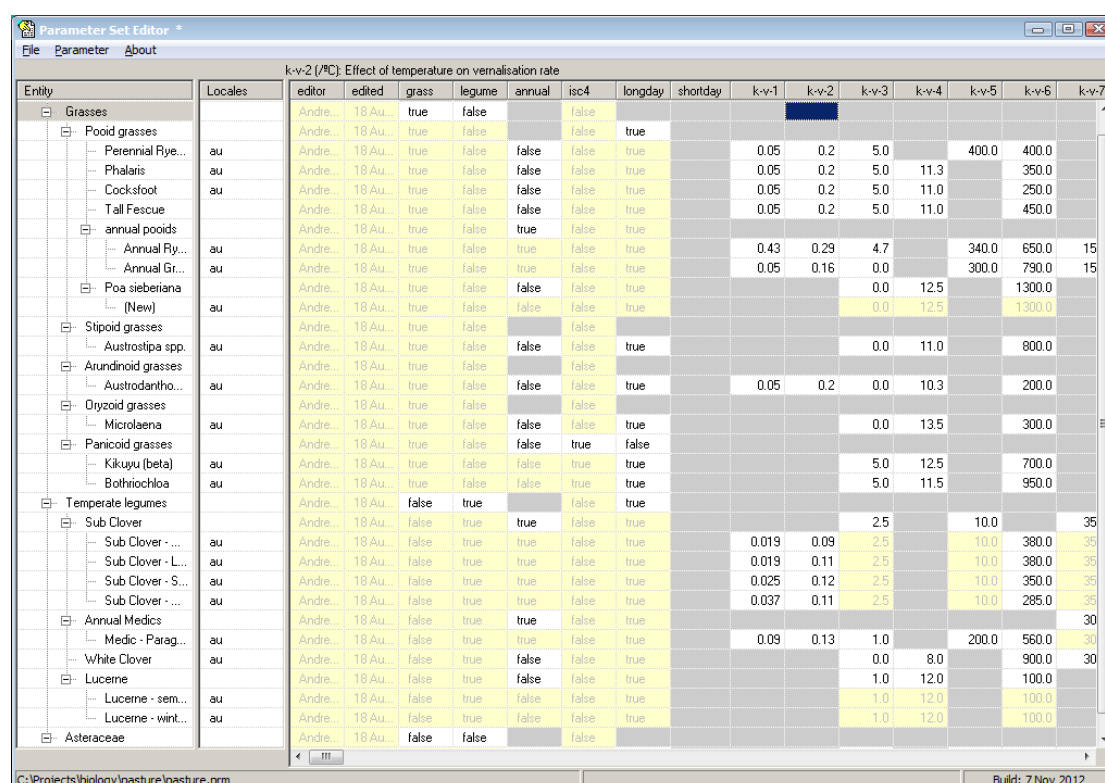 Parameter Set Editor *
File Parameter About
k-v-2 (/ºC): Effect of temperature on vernalisation rate
Entity Locales editor edited grass legume annual isc4 longday shortday k-v-1 k-v-2 k-v-3 k-v-4 k-v-5 k-v-6 k-v-7
Grasses Andre... 18 Au... true false false
Pooid grasses Andre... 18 Au... true false false true
Perennial Rye... au Andre... 18 Au... true false false false true 0.05 0.2 5.0 400.0 400.0
Phalaris au Andre... 18 Au... true false false false true 0.05 0.2 5.0 11.3 350.0
Cocksfoot au Andre... 18 Au... true false false false true 0.05 0.2 5.0 11.0 250.0
Tall Fescue Andre... 18 Au... true false false false true 0.05 0.2 5.0 11.0 450.0
annual pooids Andre... 18 Au... true false true false true
Annual Ry... au Andre... 18 Au... true false true false true 0.43 0.29 4.7 340.0 650.0 15
Annual Gr... au Andre... 18 Au... true false true false true 0.05 0.16 0.0 300.0 790.0 15
Poa sieberiana Andre... 18 Au... true false false false true 0.0 12.5 1300.0
(New) au Andre... 18 Au... true false false false true 0.0 12.5 1300.0
Stipoid grasses Andre... 18 Au... true false false
Austrostipa spp. au Andre... 18 Au... true false false false true 0.0 11.0 800.0
Arundinoid grasses Andre... 18 Au... true false false
Austrodantho... au Andre... 18 Au... true false false false true 0.05 0.2 0.0 10.3 200.0
Oryzoid grasses Andre... 18 Au... true false false
Microlaena au Andre... 18 Au... true false false false true 0.0 13.5 300.0
Panicoid grasses Andre... 18 Au... true false false true false
Kikuyu (beta) au Andre... 18 Au... true false false true true 5.0 12.5 700.0
Bothriochloa au Andre... 18 Au... true false false true true 5.0 11.5 950.0
Temperate legumes Andre... 18 Au... false true false true
Sub Clover Andre... 18 Au... false true true false true 2.5 10.0 35
Sub Clover - ... au Andre... 18 Au... false true true false true 0.019 0.09 2.5 10.0 380.0 35
Sub Clover - L... au Andre... 18 Au... false true true false true 0.019 0.11 2.5 10.0 380.0 35
Sub Clover - S... au Andre... 18 Au... false true true false true 0.025 0.12 2.5 10.0 350.0 35
Sub Clover - ... au Andre... 18 Au... false true true false true 0.037 0.11 2.5 10.0 285.0 35
Annual Medics Andre... 18 Au... false true true false true 30
Medic - Parag... au Andre... 18 Au... false true true false true 0.09 0.13 1.0 200.0 560.0 30
White Clover au Andre... 18 Au... false true false false true 0.0 8.0 900.0 30
Lucerne Andre... 18 Au... false true false false true 1.0 12.0 100.0
Lucerne - sem... au Andre... 18 Au... false true false false true 1.0 12.0 100.0
Lucerne - wint... au Andre... 18 Au... false true false false true 1.0 12.0 100.0
Asteraceae Andre... 18 Au... false false false
C:\Projects\biology\pasture\pasture.prm Build: 7 Nov 2012